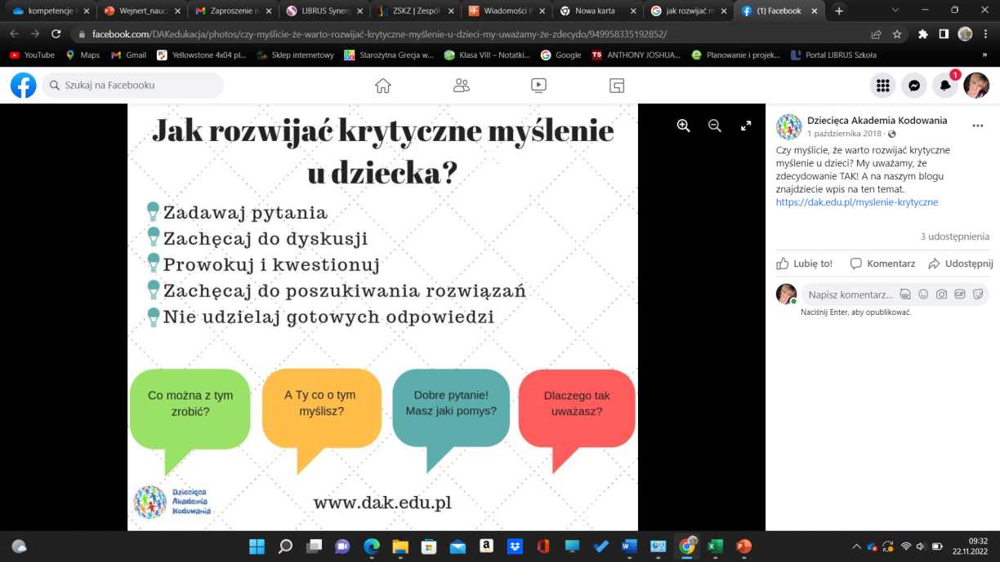 kompetencje k
Wejnert_naucz
Zaproszenie na
LIBRUS Synerg
ZSKZ | Zespół
Wiadomości P
Nowa karta
jak rozwijać m
(1) Facebook
facebook.com/DAKedukacja/photos/czy-myślicie-że-warto-rozwijać-krytyczne-myślenie-u-dzieci-my-uważamy-że-zdecydo/949958335192852/
YouTube
Maps
Gmail
Yellowstone 4x04 pl...
Sklep internetowy
Starożytna Grecja w...
Klasa VIII – Notatki...
Google
ANTHONY JOSHUA...
Planowanie i projek...
Portal LIBRUS Szkoła
»
Szukaj na Facebooku
1
Jak rozwijać krytyczne myślenie
u dziecka?
Zadawaj pytania
Zachęcaj do dyskusji
Prowokuj i kwestionuj
Zachęcaj do poszukiwania rozwiązań
Nie udzielaj gotowych odpowiedzi
Co można z tym
zrobić?
A Ty co o tym
myślisz?
Dobre pytanie!
Masz jaki pomys?
Dlaczego tak
uważasz?
Dziecięca
Akademia
Kodowania
www.dak.edu.pl
Dziecięca Akademia Kodowania
1 października 2018 ·
Czy myślicie, że warto rozwijać krytyczne
myślenie u dzieci? My uważamy, że
zdecydowanie TAK! A na naszym blogu
znajdziecie wpis na ten temat.
https://dak.edu.pl/myslenie-krytyczne
3 udostępnienia
Lubię to!
Komentarz
Udostępnij
Napisz komentarz...
GIF
Naciśnij Enter, aby opublikować.
09:32
22.11.2022